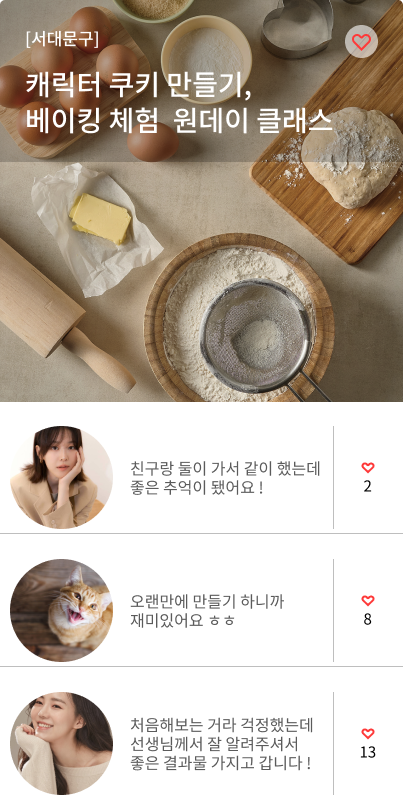 [서대문구]
캐릭터 쿠키 만들기,
베이킹 체험 원데이 클래스
친구랑 둘이 가서 같이 했는데
좋은 추억이 됐어요 !
2
오랜만에 만들기 하니까
재미있어요 ㅎㅎ
8
처음해보는 거라 걱정했는데
선생님께서 잘 알려주셔서
좋은 결과물 가지고 갑니다 !
13